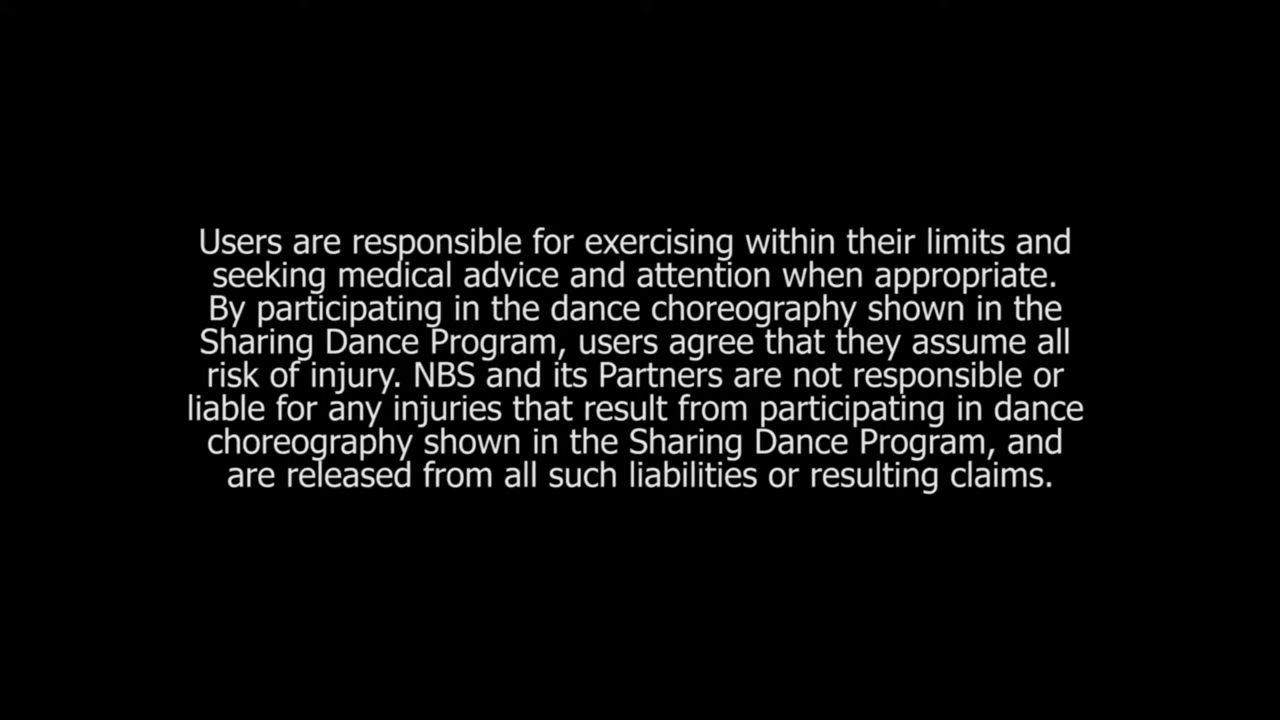 Users are responsible for exercising within their limits and
seeking medical advice and attention when appropriate.
By participating in the dance choreography shown in the
Sharing Dance Program, users agree that they assume all
risk of injury. NBS and its Partners are not responsible or
liable for any injuries that result from participating in dance
choreography shown in the Sharing Dance Program, and
are released from all such liabilities or resulting claims.